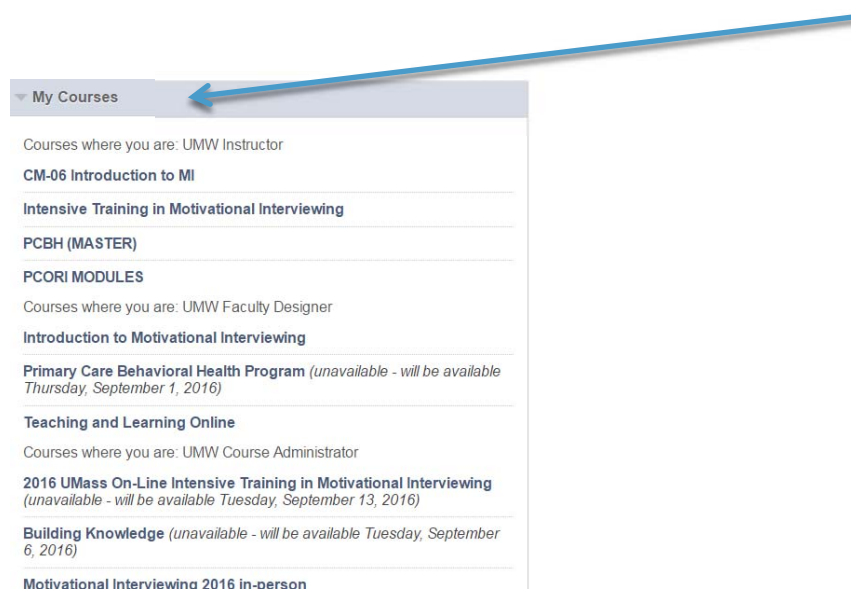 My Courses
Courses where you are: UMW Instructor
CM-06 Introduction to MI
Intensive Training in Motivational Interviewing
PCBH (MASTER)
PCORI MODULES
Courses where you are: UMW Faculty Designer
Introduction to Motivational Interviewing
Primary Care Behavioral Health Program (unavailable - will be available
Thursday, September 1, 2016)
Teaching and Learning Online
Courses where you are: UMW Course Administrator
2016 UMass On-Line Intensive Training in Motivational Interviewing
(unavailable - will be available Tuesday, September 13, 2016)
Building Knowledge (unavailable - will be available Tuesday, September
6, 2016)
Motivational Interviewing 2016 in-person